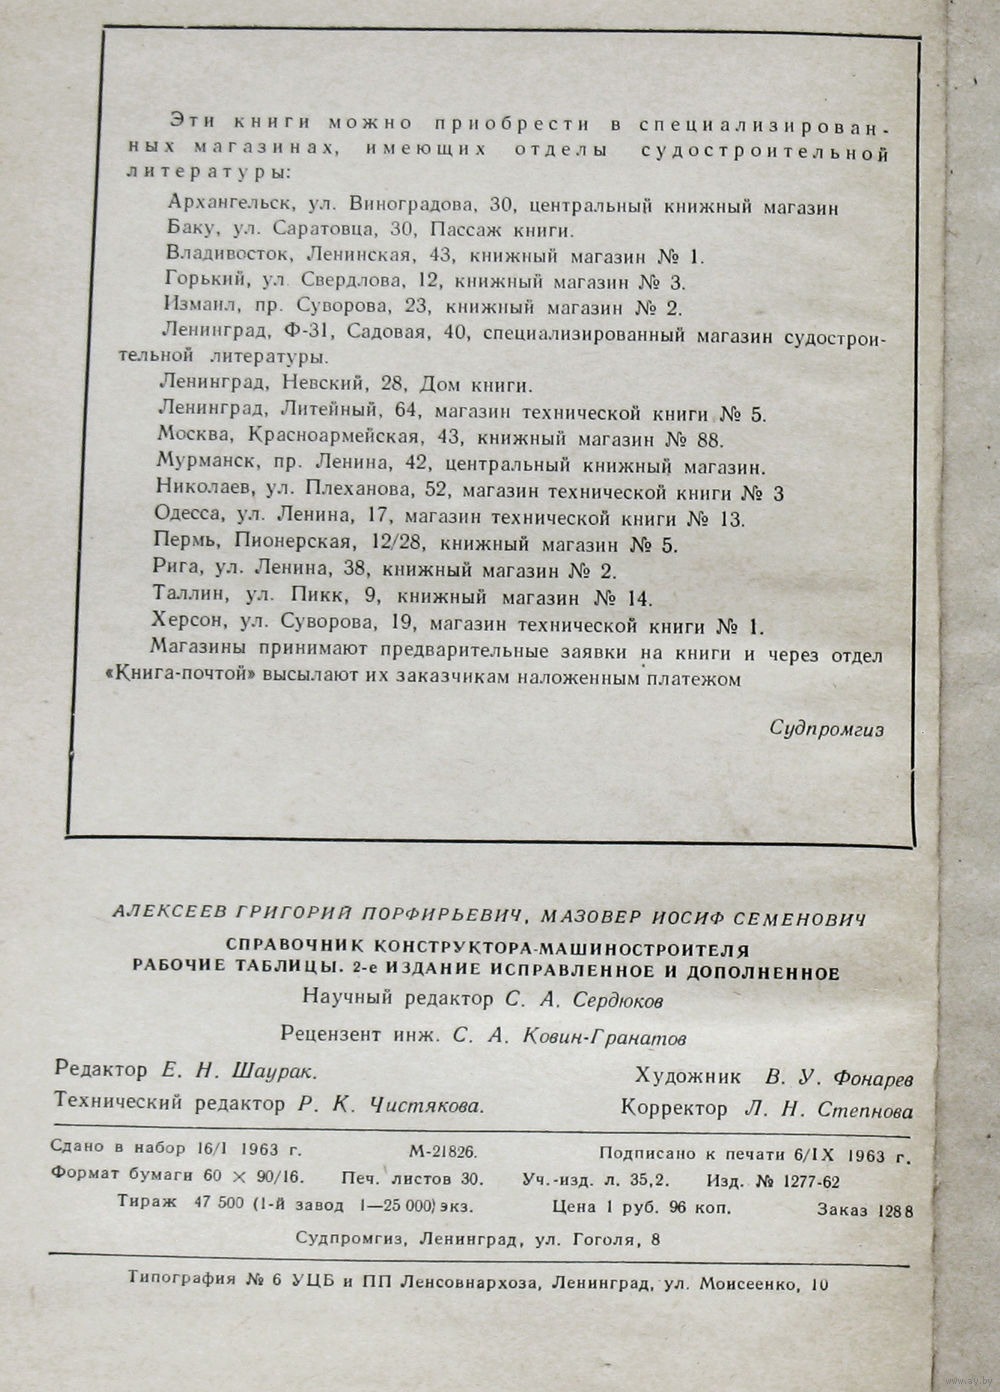 Эти книги можно приобрести в специализирован-
ных магазинах, имеющих отделы судостроительной
литературы:
Архангельск, ул. Виноградова, 30, центральный книжный магазин
Баку, ул. Саратовца, 30, Пассаж книги.
Владивосток, Ленинская, 43, книжный магазин № 1.
Горький, ул. Свердлова, 12, книжный магазин № 3.
Измаил, пр. Суворова, 23, книжный магазин № 2.
Ленинград, Ф-31, Садовая, 40, специализированный магазин судострои-
тельной литературы.
Ленинград, Невский, 28, Дом книги.
Ленинград, Литейный, 64, магазин технической книги № 5.
Москва, Красноармейская, 43, книжный магазин № 88.
Мурманск, пр. Ленина, 42, центральный книжный магазин.
Николаев, ул. Плеханова, 52, магазин технической книги № 3
Одесса, ул. Ленина, 17, магазин технической книги № 13.
Пермь, Пионерская, 12/28, книжный магазин № 5.
Рига, ул. Ленина, 38, книжный магазин № 2.
Таллин, ул. Пикк, 9, книжный магазин № 14.
Херсон, ул. Суворова, 19, магазин технической книги № 1.
Магазины принимают предварительные заявки на книги и через отдел
«Книга-почтой» высылают их заказчикам наложенным платежом
Судпромгиз
АЛЕКСЕЕВ ГРИГОРИЙ ПОРФИРЬЕВИЧ, МАЗОВЕР ИОСИФ СЕМЕНОВИЧ
СПРАВОЧНИК КОНСТРУКТОРА-МАШИНОСТРОИТЕЛЯ
РАБОЧИЕ ТАБЛИЦЫ. 2-е ИЗДАНИЕ ИСПРАВЛЕННОЕ И ДОПОЛНЕННОЕ
Научный редактор С. А. Сердюков
Рецензент инж. С. А. Ковин-Гранатов
Редактор Е. Н. Шаурак. Художник В. У. Фонарев
Технический редактор Р. К. Чистякова. Корректор Л. Н. Степнова
Сдано в набор 16/I 1963 г. М-21826. Подписано к печати 6/IX 1963 г.
Формат бумаги 60 × 90/16. Печ. листов 30. Уч.-изд. л. 35,2. Изд. № 1277-62
Тираж 47 500 (1-й завод 1—25 000) экз. Цена 1 руб. 96 коп. Заказ 1288
Судпромгиз, Ленинград, ул. Гоголя, 8
Типография № 6 УЦБ и ПП Ленсовнархоза, Ленинград, ул. Моисеенко, 10
www.ay.by